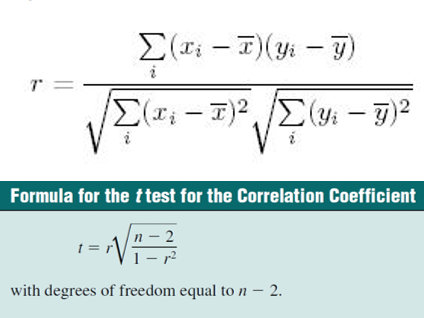 r = \frac{\sum_i (x_i - \overline{x})(y_i - \overline{y})}{\sqrt{\sum_i (x_i - \overline{x})^2} \sqrt{\sum_i (y_i - \overline{y})^2}}
Formula for the t test for the Correlation Coefficient
t = r\sqrt{\frac{n - 2}{1 - r^2}}
with degrees of freedom equal to n − 2.